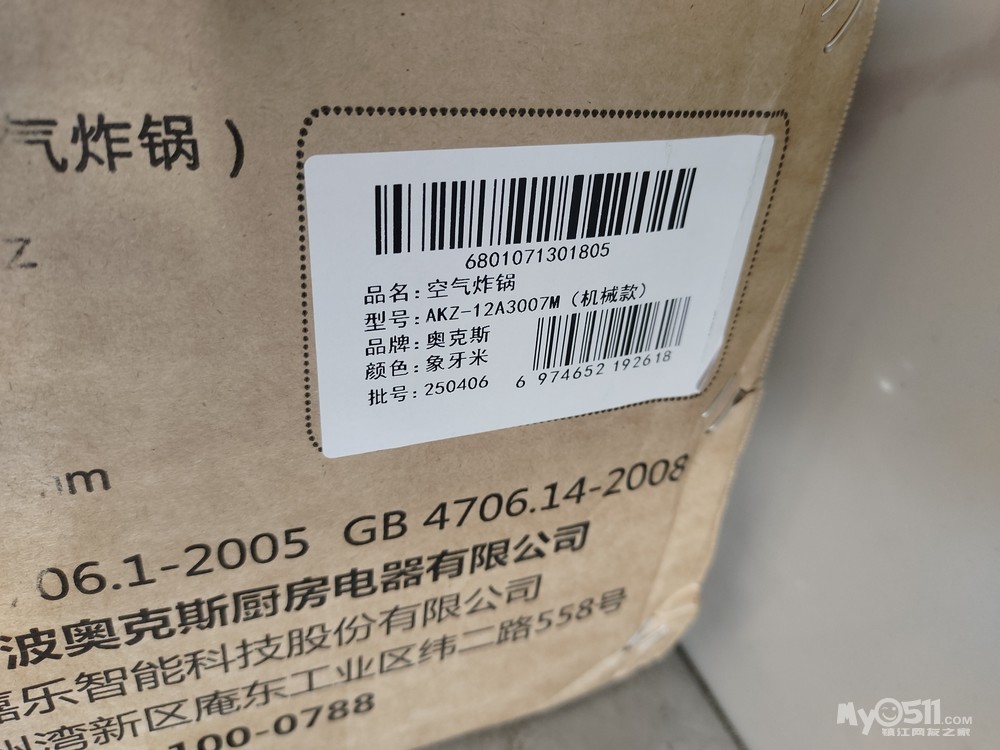 气炸锅）
Z
6801071301805
品名：空气炸锅
型号：AKZ-12A3007M（机械款）
品牌：奥克斯
颜色：象牙米
批号：250406
6 974652 192618
mm
06.1-2005 GB 4706.14-2008
波奥克斯厨房电器有限公司
嘉乐智能科技股份有限公司
州湾新区庵东工业区纬二路558号
100-0788
My0511.COM
镇江网友之家